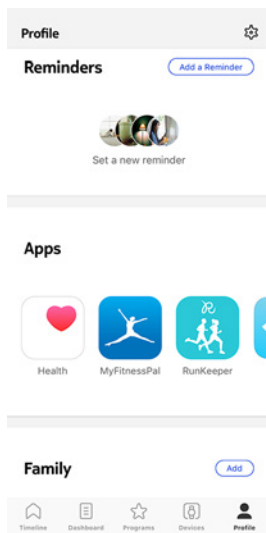 Profile
Reminders
Add a Reminder
Set a new reminder
Apps
Health
MyFitnessPal
RunKeeper
Family
Add
Timeline
Dashboard
Programs
Devices
Profile